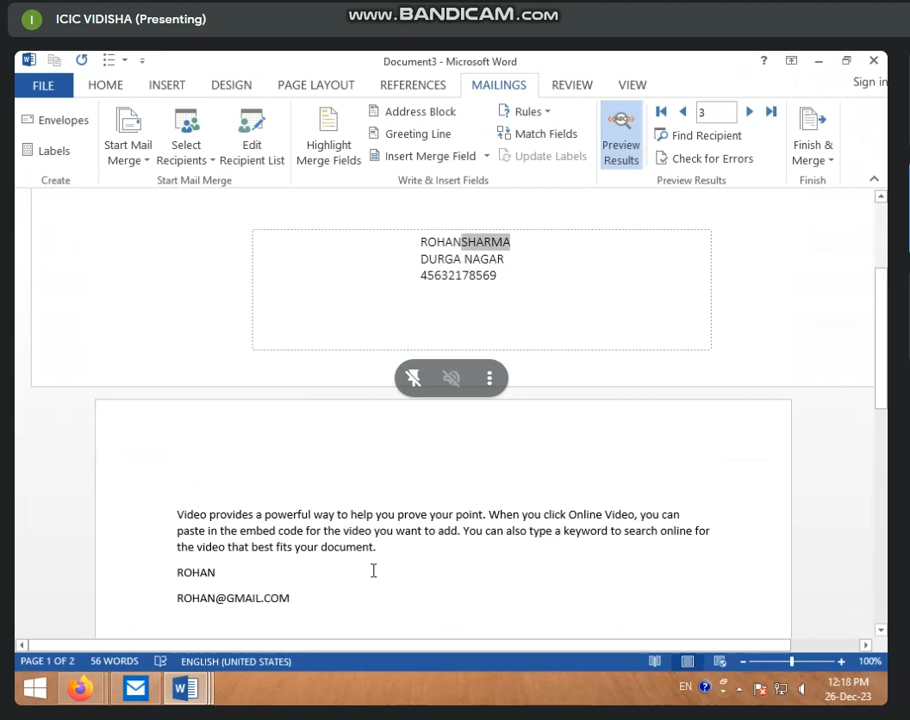 I ICIC VIDISHA (Presenting)
www.BANDICAM.com
Document3 - Microsoft Word
?
Sign in
FILE HOME INSERT DESIGN PAGE LAYOUT REFERENCES MAILINGS REVIEW VIEW
Envelopes
Labels
Create
Start Mail Merge
Select Recipients
Edit Recipient List
Start Mail Merge
Highlight Merge Fields
Address Block
Greeting Line
Insert Merge Field
Rules
Match Fields
Update Labels
Write & Insert Fields
ABC
Preview Results
3
Find Recipient
Check for Errors
Preview Results
Finish & Merge
Finish
ROHANSHARMA
DURGA NAGAR
45632178569
Video provides a powerful way to help you prove your point. When you click Online Video, you can
paste in the embed code for the video you want to add. You can also type a keyword to search online for
the video that best fits your document.
ROHAN
ROHAN@GMAIL.COM
PAGE 1 OF 2 56 WORDS ENGLISH (UNITED STATES) 100%
EN 12:18 PM
26-Dec-23